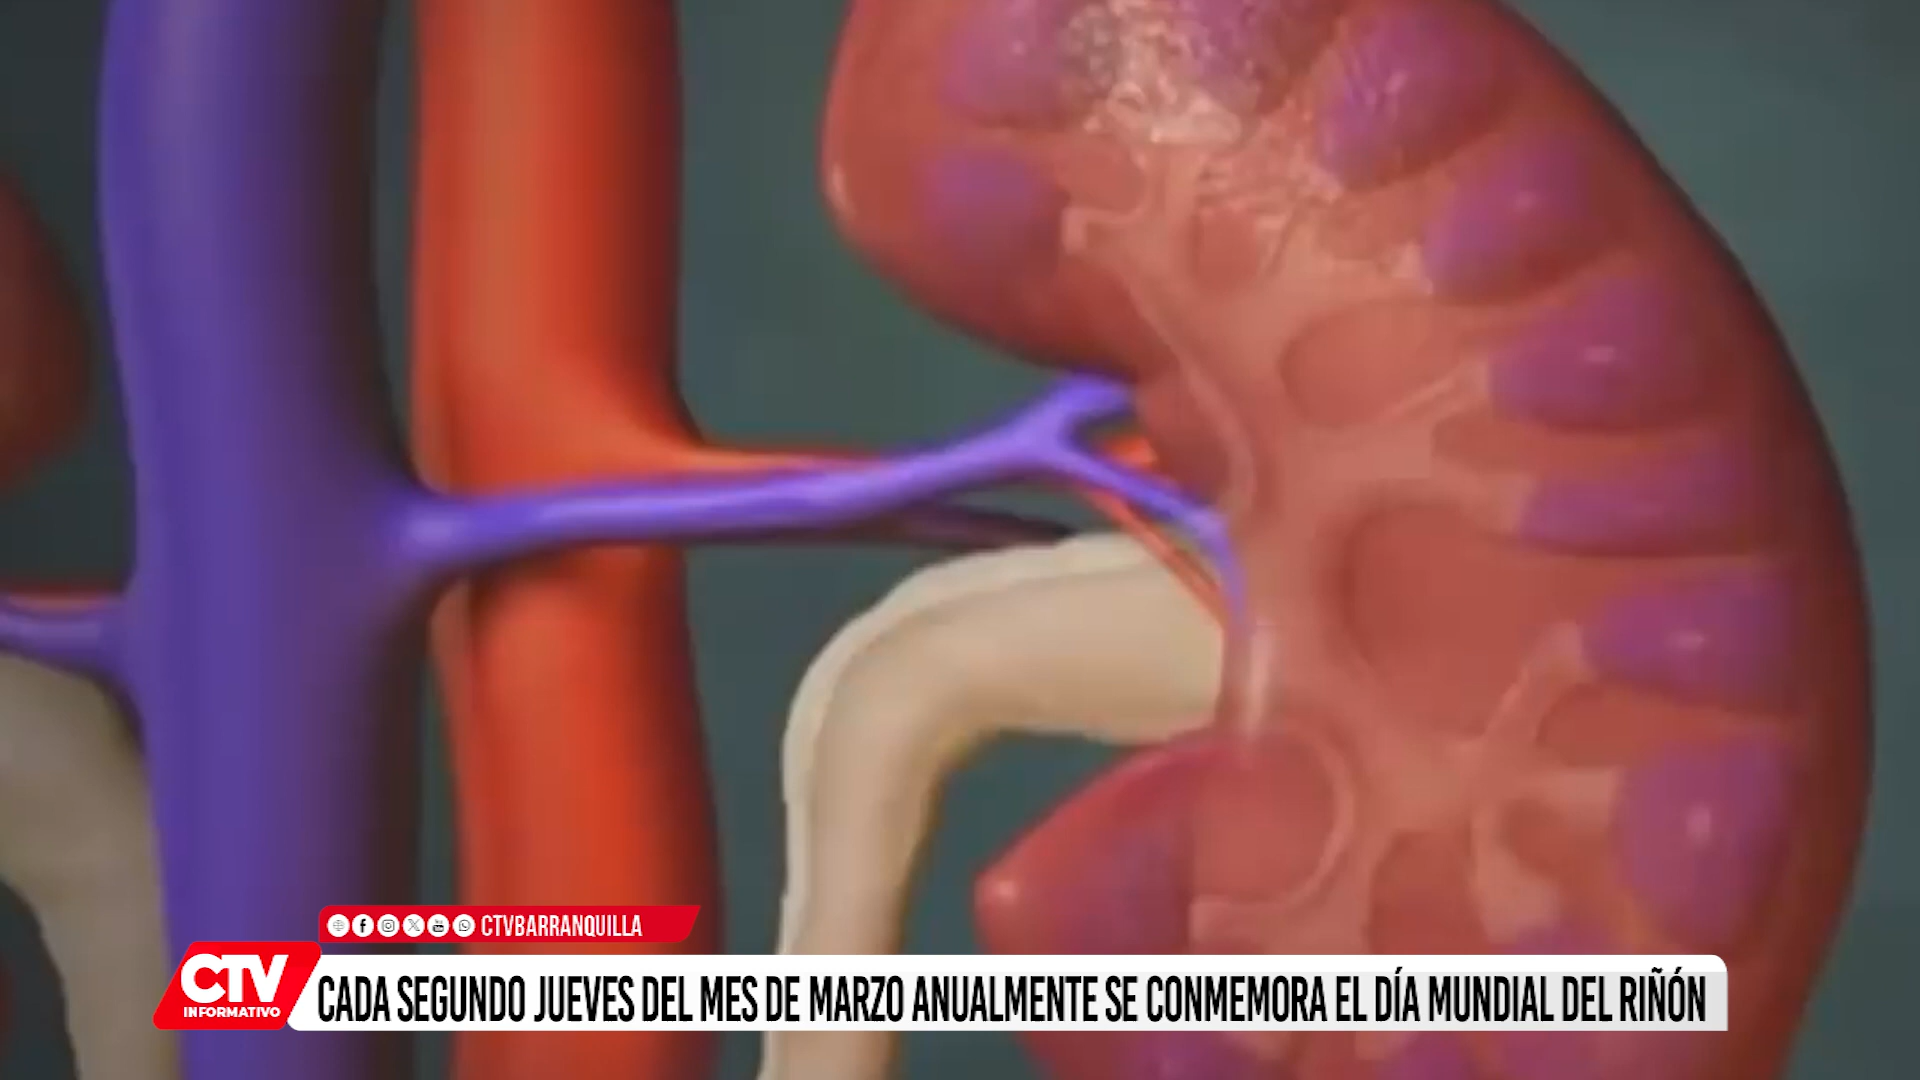 CTVBARRANQUILLA
CTV
INFORMATIVO
CADA SEGUNDO JUEVES DEL MES DE MARZO ANUALMENTE SE CONMEMORA EL DÍA MUNDIAL DEL RIÑÓN